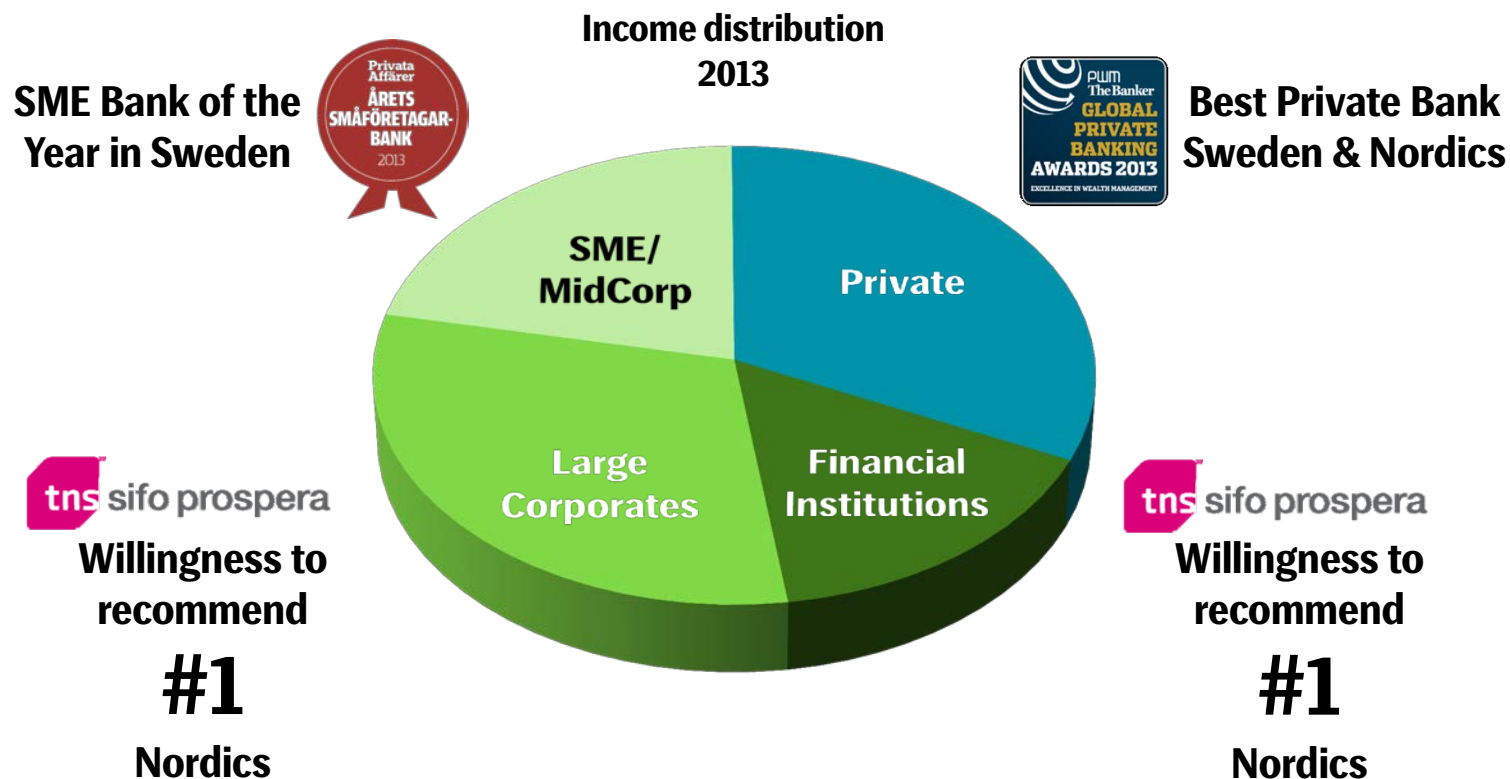 Income distribution
2013
SME Bank of the
Year in Sweden
Privata
Affärer
ÅRETS
SMÅFÖRETAGAR-
BANK
2013
PWM
The Banker
GLOBAL
PRIVATE
BANKING
AWARDS 2013
EXCELLENCE IN WEALTH MANAGEMENT
Best Private Bank
Sweden & Nordics
SME/
MidCorp
Private
Large
Corporates
Financial
Institutions
tns sifo prospera
Willingness to
recommend
#1
Nordics
tns sifo prospera
Willingness to
recommend
#1
Nordics